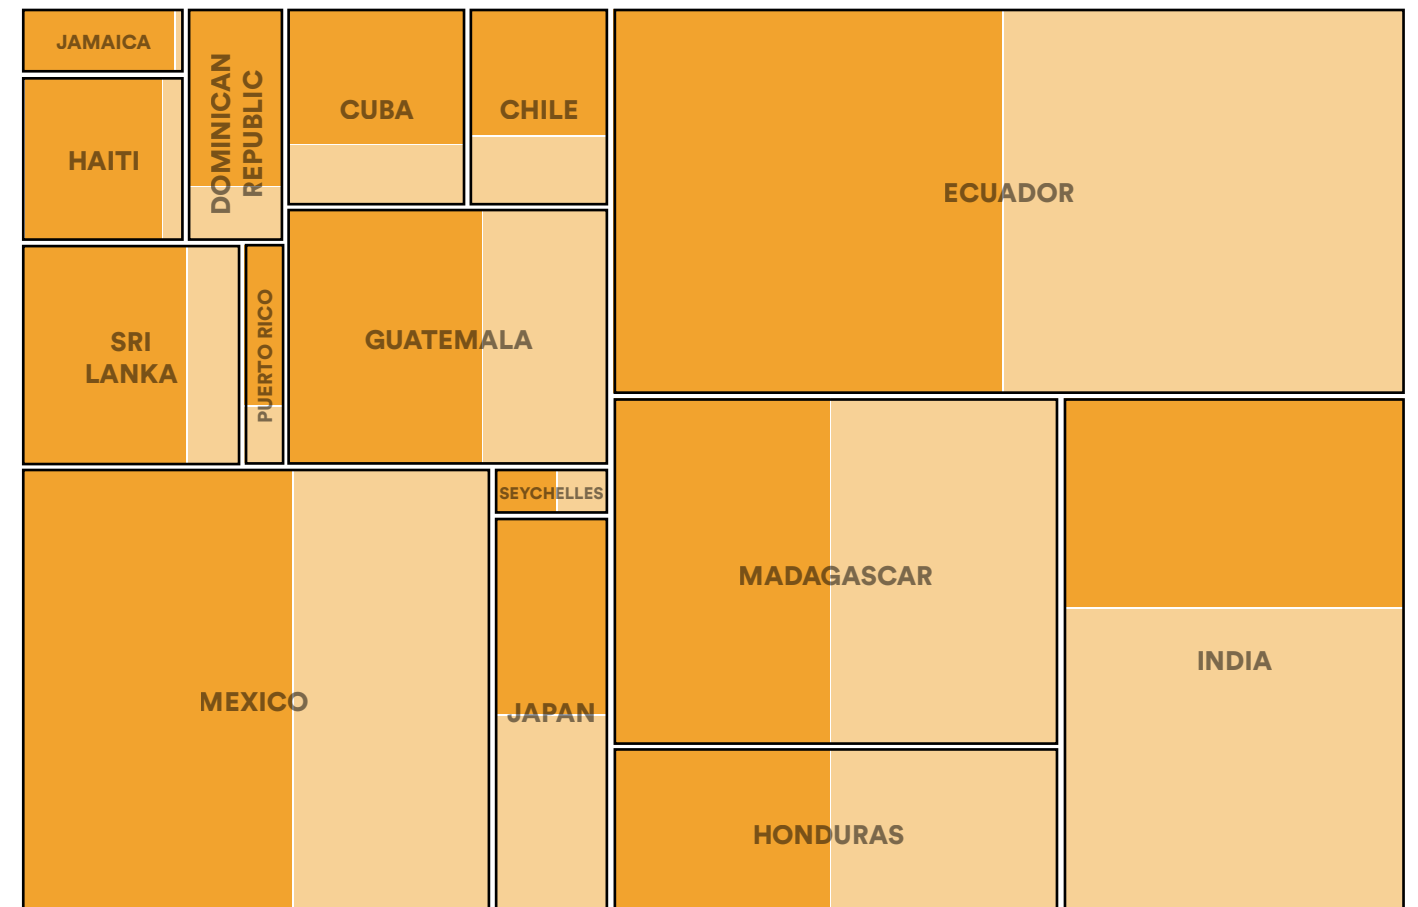 JAMAICA
HAITI
DOMINICAN
REPUBLIC
CUBA
CHILE
ECUADOR
SRI
LANKA
PUERTO RICO
GUATEMALA
MEXICO
SEYCHELLES
JAPAN
MADAGASCAR
HONDURAS
INDIA